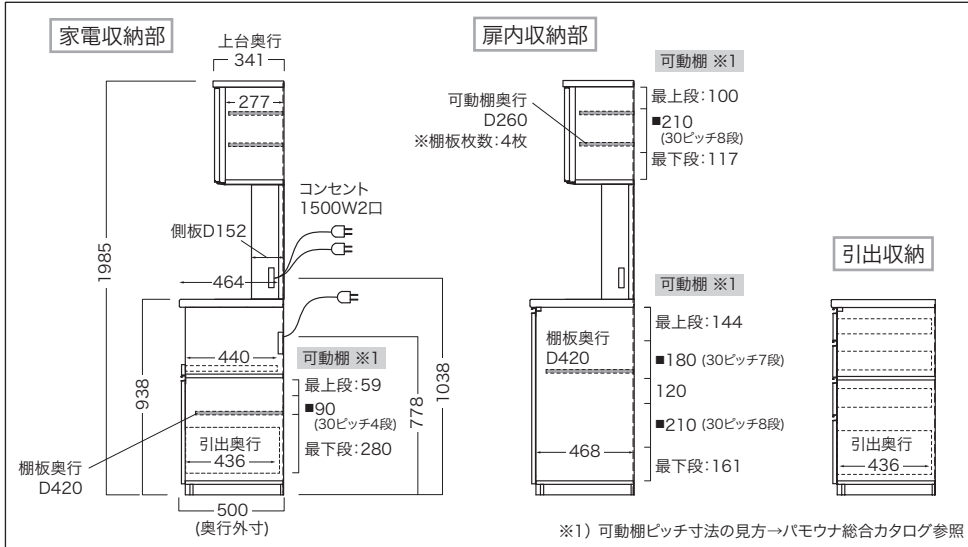 家電収納部
上台奥行
341
277
コンセント
1500W2口
側板D152
464
1985
440
可動棚 ※1
最上段:59
■90
(30ピッチ4段)
最下段:280
938
778
1038
引出奥行
436
棚板奥行
D420
500
(奥行外寸)
扉内収納部
可動棚 ※1
可動棚奥行
D260
※棚板枚数:4枚
最上段:100
■210
(30ピッチ8段)
最下段:117
可動棚 ※1
棚板奥行
D420
最上段:144
■180 (30ピッチ7段)
120
■210 (30ピッチ8段)
468
最下段:161
引出収納
引出奥行
436
※1) 可動棚ピッチ寸法の見方→パモウナ総合カタログ参照